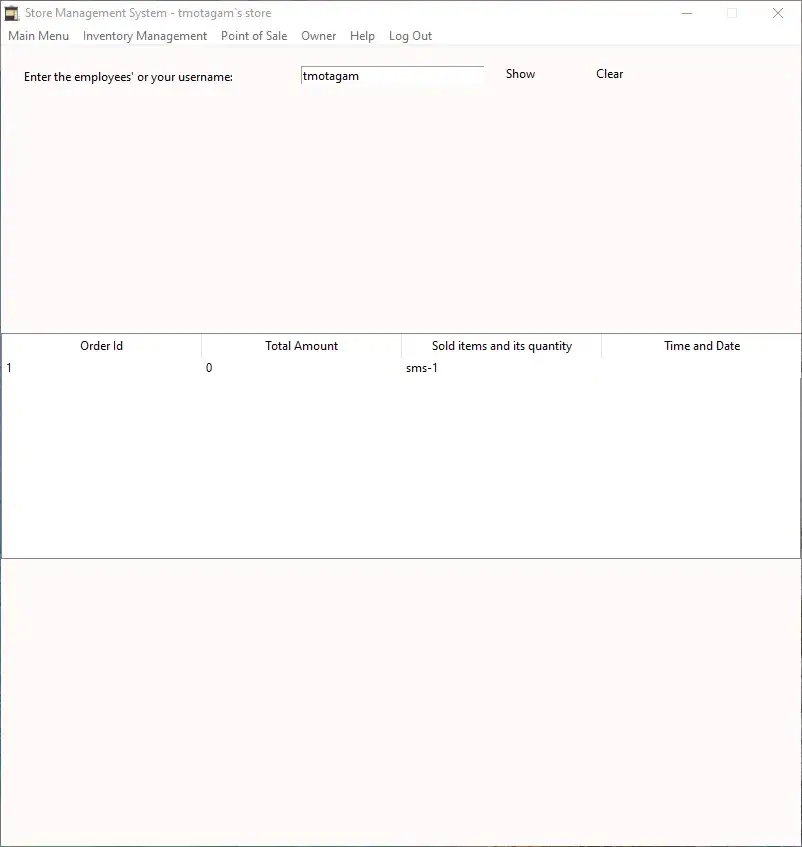 Store Management System - tmotagam`s store
Main Menu Inventory Management Point of Sale Owner Help Log Out
Enter the employees' or your username: tmotagam Show Clear
Order Id Total Amount Sold items and its quantity Time and Date
1 0 sms-1